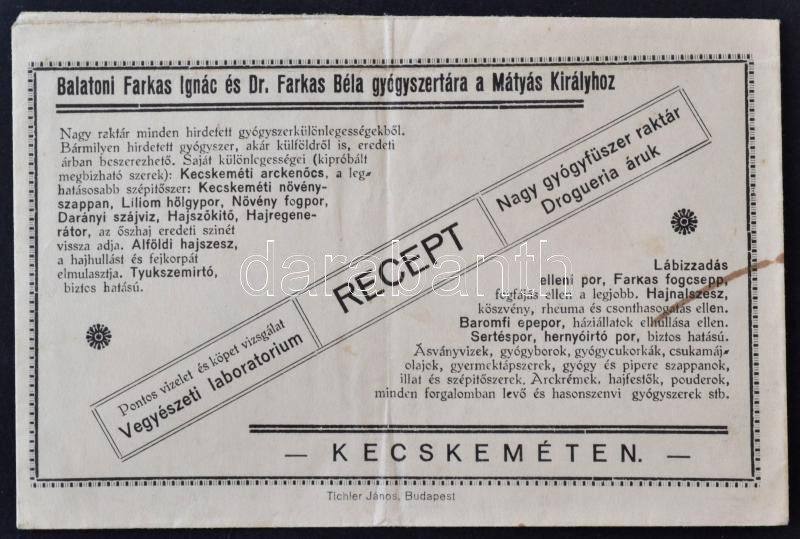 Balatoni Farkas Ignác és Dr. Farkas Béla gyógyszertára a Mátyás Királyhoz
Nagy raktár minden hirdetett gyógyszerkülönlegességekből.
Bármilyen hirdetett gyógyszer, akár külföldről is, eredeti
árban beszerezhető. Saját különlegességei (kipróbált
megbizható szerek): Kecskeméti arckenőcs, a leg-
hatásosabb szépitőszer: Kecskeméti növény-
szappan, Liliom hölgypor, Növény fogpor,
Darányi szájviz, Hajszőkitő, Hajregene-
rátor, az őszhaj eredeti szinét
vissza adja. Alföldi hajszesz,
a hajhullást és fejkorpát
elmulasztja. Tyukszemirtó,
biztos hatású.
Pontos vizelet és köpet vizsgálat
Vegyészeti laboratorium
RECEPT
Nagy gyógyfüszer raktár
Drogueria áruk
Lábizzadás
elleni por, Farkas fogcsepp,
fogfájás ellen a legjobb. Hajnalszesz,
köszvény, rheuma és csonthasogatás ellen.
Baromfi epepor, háziállatok elhullása ellen.
Sertéspor, hernyóirtó por, biztos hatású.
Ásványvizek, gyógyborok, gyógycukorkák, csukamáj-
olajok, gyermektápszerek, gyógy és pipere szappanok,
illat és szépitőszerek. Arckrémek, hajfestők, pouderok,
minden forgalomban levő és hasonszenvi gyógyszerek stb.
— KECSKEMÉTEN. —
Tichler János, Budapest
darabanth